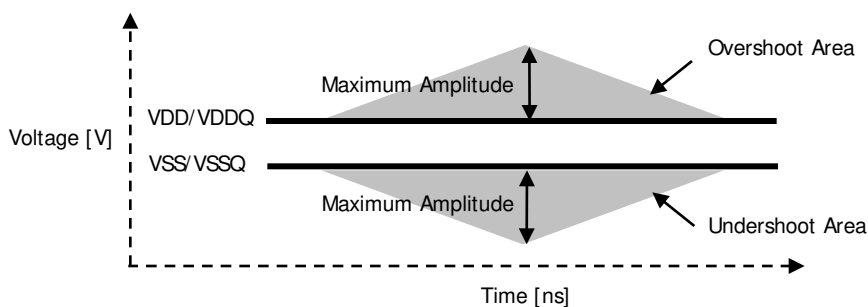 Overshoot Area
Maximum Amplitude
VDD/VDDQ
Voltage [V]
VSS/VSSQ
Maximum Amplitude
Undershoot Area
Time [ns]